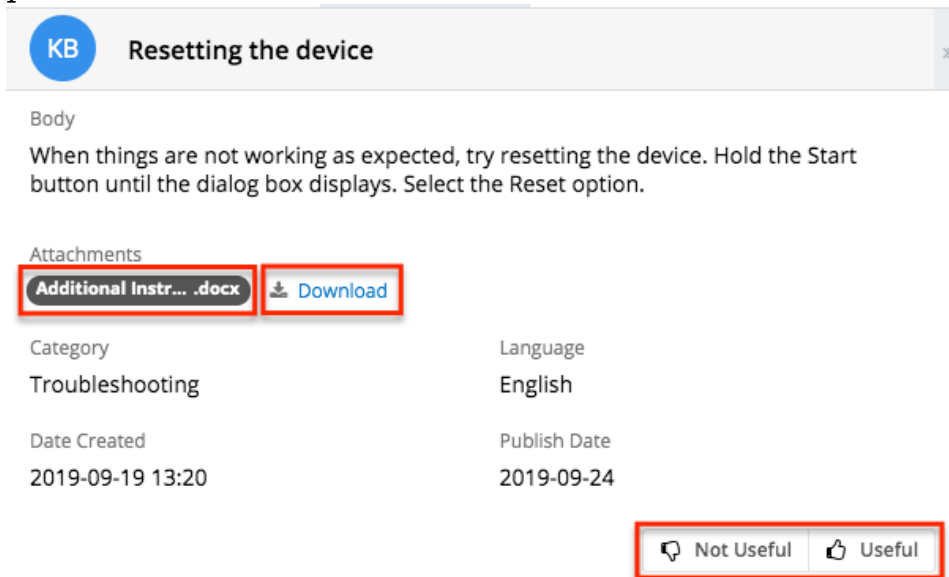 KB Resetting the device
Body
When things are not working as expected, try resetting the device. Hold the Start
button until the dialog box displays. Select the Reset option.
Attachments
Additional Instr... .docx Download
Category Language
Troubleshooting English
Date Created Publish Date
2019-09-19 13:20 2019-09-24
Not Useful Useful